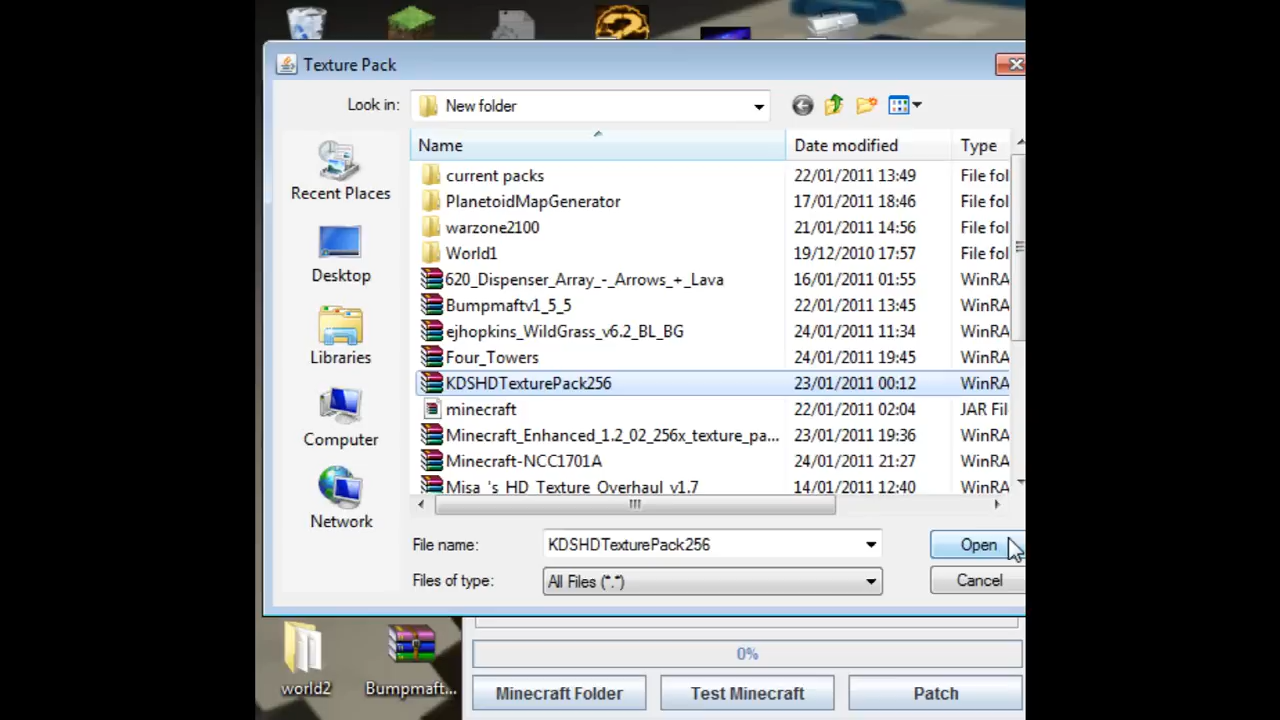 Texture Pack
Look in: New folder
Name Date modified Type
Recent Places
Desktop
Libraries
Computer
Network
current packs 22/01/2011 13:49 File fol
PlanetoidMapGenerator 17/01/2011 18:46 File fol
warzone2100 21/01/2011 14:56 File fol
World1 19/12/2010 17:57 File fol
620_Dispenser_Array_-_Arrows_+_Lava 16/01/2011 01:55 WinRA
Bumpmaftv1_5_5 22/01/2011 13:45 WinRA
ejhopkins_WildGrass_v6.2_BL_BG 24/01/2011 11:34 WinRA
Four_Towers 24/01/2011 19:45 WinRA
KDSHDTexturePack256 23/01/2011 00:12 WinRA
minecraft 22/01/2011 02:04 JAR Fil
Minecraft_Enhanced_1.2_02_256x_texture_pa... 23/01/2011 19:36 WinRA
Minecraft-NCC1701A 24/01/2011 21:27 WinRA
Misa_'s_HD_Texture_Overhaul_v1.7 14/01/2011 12:40 WinRA
File name: KDSHDTexturePack256 Open
Files of type: All Files (*.*) Cancel
world2 Bumpmaft...
0%
Minecraft Folder Test Minecraft Patch